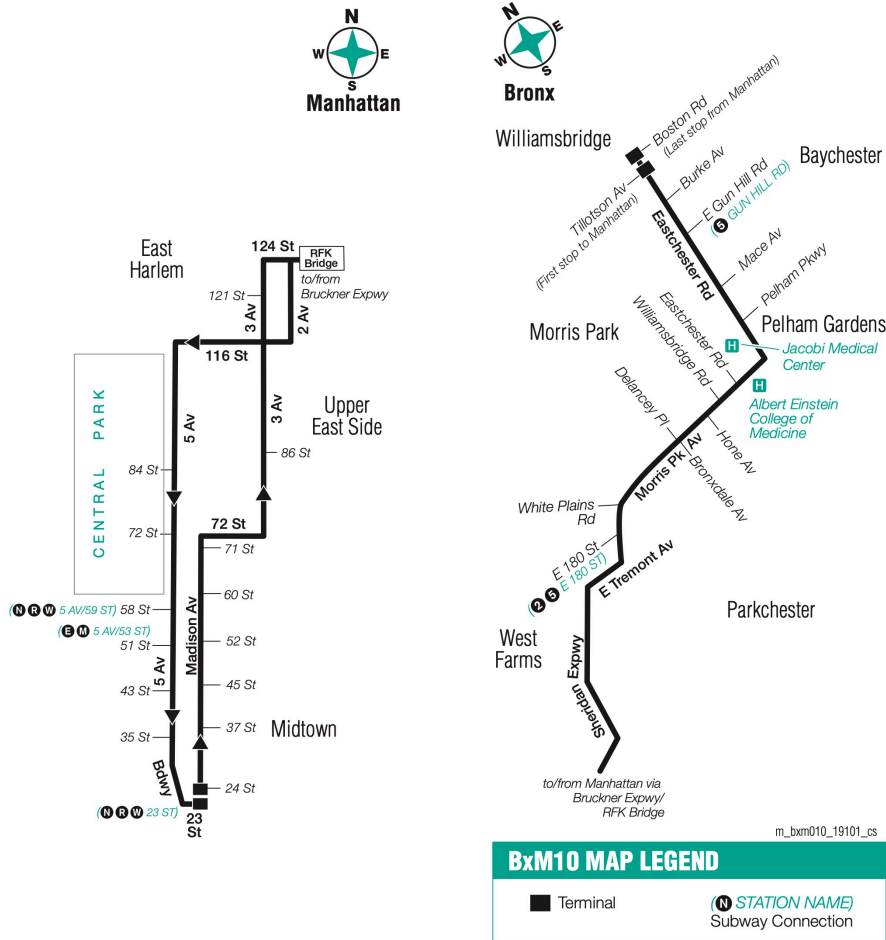 N
W
E
S
Manhattan
N
W
E
S
Bronx
East
Harlem
124 St
RFK
Bridge
to/from
Bruckner Expwy
121 St
3 Av
2 Av
116 St
CENTRAL PARK
5 Av
3 Av
Upper
East Side
86 St
84 St
72 St
72 St
71 St
(N R W 5 AV/59 ST) 58 St
60 St
(E M 5 AV/53 ST)
51 St
Madison Av
52 St
5 Av
43 St
45 St
35 St
37 St
Midtown
Bdwy
24 St
(N R W 23 ST)
23
St
Williamsbridge
Boston Rd
(Last stop from Manhattan)
Baychester
Tillotson Av
(First stop to Manhattan)
Burke Av
E Gun Hill Rd
(5 GUN HILL RD)
Eastchester Rd
Mace Av
Pelham Pkwy
Morris Park
Pelham Gardens
Eastchester Rd
Williamsbridge Rd
H
Jacobi Medical
Center
H
Albert Einstein
College of
Medicine
Delancey Pl
Morris Pk Av
Hone Av
Bronxdale Av
White Plains
Rd
E 180 St
(2 5 E 180 ST)
E Tremont Av
Parkchester
West
Farms
Sheridan Expwy
to/from Manhattan via
Bruckner Expwy/
RFK Bridge
m_bxm010_19101_cs
BxM10 MAP LEGEND
Terminal
(N STATION NAME)
Subway Connection